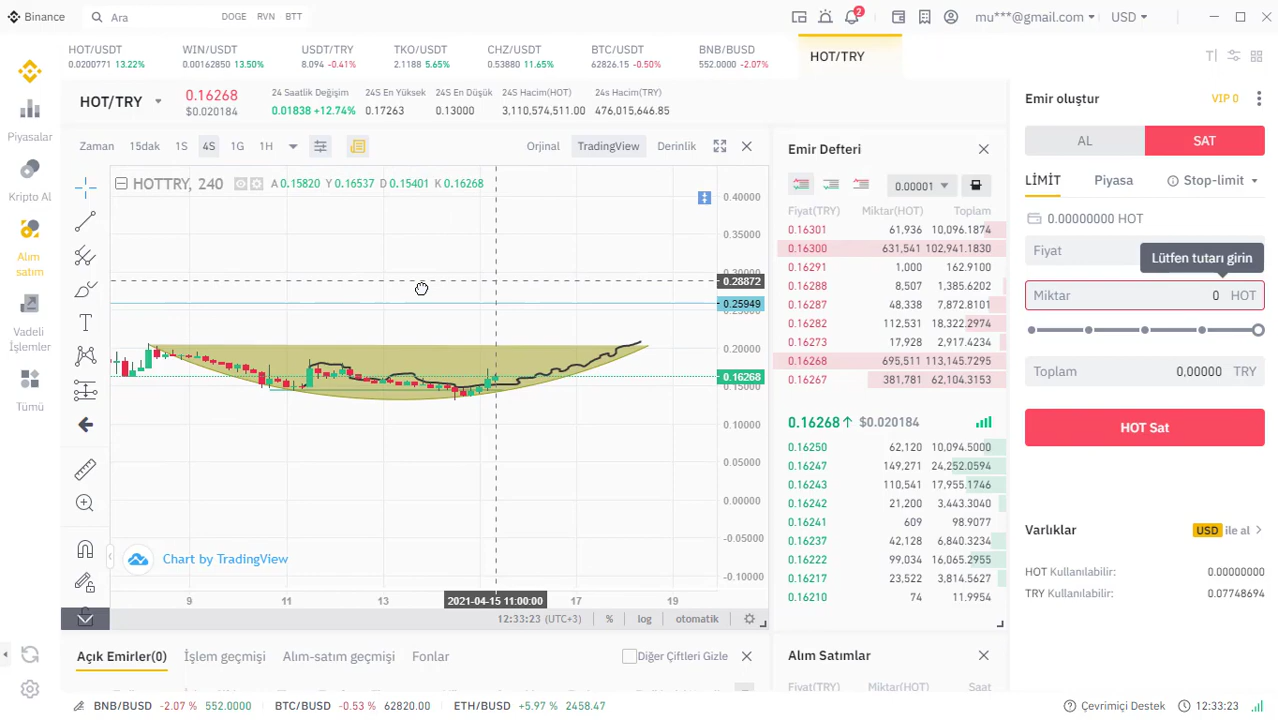 Binance
Ara
DOGE RVN BTT
2
mu***@gmail.com
USD
HOT/USDT
0.0200771 13.22%
WIN/USDT
0.00162850 13.50%
USDT/TRY
8.094 -0.41%
TKO/USDT
2.1188 5.65%
CHZ/USDT
0.53880 11.65%
BTC/USDT
62826.15 -0.50%
BNB/BUSD
552.0000 -2.07%
HOT/TRY
HOT/TRY
0.16268
$0.020184
24 Saatlik Değişim
0.01838 +12.74%
24S En Yüksek
0.17263
24S En Düşük
0.13000
24S Hacim(HOT)
3,110,574,511.00
24s Hacim(TRY)
476,015,646.85
Piyasalar
Kripto Al
Alım
satım
Vadeli
İşlemler
Tümü
Zaman 15dak 1S 4S 1G 1H
Orjinal TradingView Derinlik
HOTTRY, 240 A 0.15820 Y 0.16537 D 0.15401 K 0.16268
0.40000
0.35000
0.30000
0.28872
0.25949
0.25000
0.20000
0.16268
0.15000
0.10000
0.05000
0.00000
-0.05000
-0.10000
Chart by TradingView
9 11 13 2021-04-15 11:00:00 17 19
12:33:23 (UTC+3) % log otomatik
Emir Defteri
0.00001
Fiyat(TRY) Miktar(HOT) Toplam
0.16301 61,936 10,096.1874
0.16300 631,541 102,941.1830
0.16291 1,000 162.9100
0.16288 8,507 1,385.6202
0.16287 48,338 7,872.8101
0.16282 112,531 18,322.2974
0.16273 17,928 2,917.4234
0.16268 695,511 113,145.7295
0.16267 381,781 62,104.3153
0.16268 $0.020184
0.16250 62,120 10,094.5000
0.16247 149,271 24,252.0594
0.16243 110,541 17,955.1746
0.16242 21,200 3,443.3040
0.16241 609 98.9077
0.16237 42,128 6,840.3234
0.16222 99,034 16,065.2955
0.16217 23,522 3,814.5627
0.16210 74 11.9954
Emir oluştur
VIP 0
AL SAT
LİMİT Piyasa Stop-limit
0.00000000 HOT
Fiyat
Lütfen tutarı girin
Miktar 0 HOT
Toplam 0,00000 TRY
HOT Sat
Varlıklar
USD ile al
HOT Kullanılabilir: 0.00000000
TRY Kullanılabilir: 0.07748694
Açık Emirler(0) İşlem geçmişi Alım-satım geçmişi Fonlar
Diğer Çiftleri Gizle
Alım Satımlar
Fiyat(TRY) Miktar(HOT) Saat
BNB/BUSD -2.07 % 552.0000 BTC/BUSD -0.53 % 62820.00 ETH/BUSD +5.97 % 2458.47
Çevrimiçi Destek
12:33:23